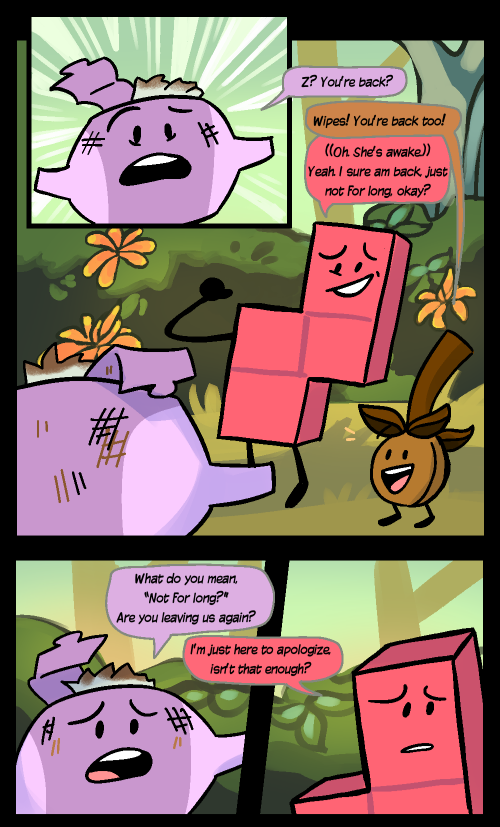 Z? You're back?
Wipes! You're back too!
((Oh. She's awake.))
Yeah. I sure am back, just
not for long, okay?
What do you mean,
"Not for long?"
Are you leaving us again?
I'm just here to apologize,
isn't that enough?